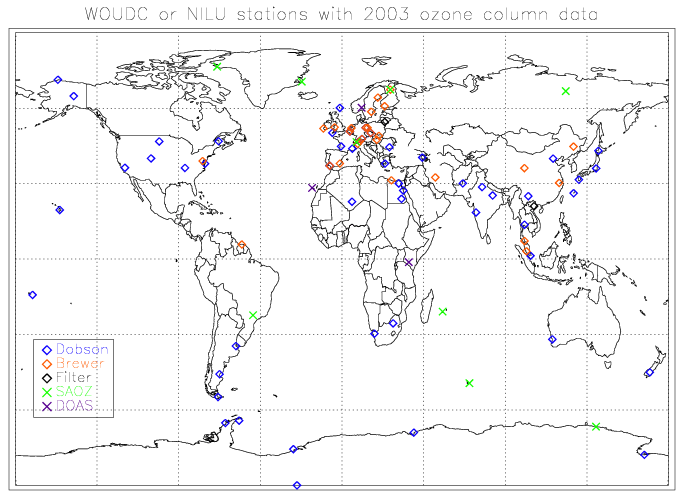 WOUDC or NILU stations with 2003 ozone column data
Dobson
Brewer
Filter
SAOZ
DOAS